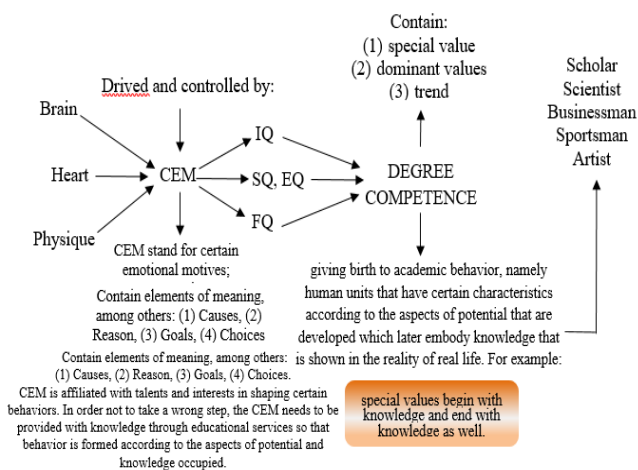 Contain:
(1) special value
(2) dominant values
(3) trend
Scholar
Scientist
Businessman
Sportsman
Artist
Drived and controlled by:
Brain
Heart
Physique
CEM
IQ
SQ, EQ
FQ
DEGREE
COMPETENCE
CEM stand for certain
emotional motives;
Contain elements of meaning,
among others: (1) Causes, (2)
Reason, (3) Goals, (4) Choices
Contain elements of meaning, among others:
(1) Causes, (2) Reason, (3) Goals, (4) Choices.
CEM is affiliated with talents and interests in shaping certain
behaviors. In order not to take a wrong step, the CEM needs to be
provided with knowledge through educational services so that
behavior is formed according to the aspects of potential and
knowledge occupied.
giving birth to academic behavior, namely
human units that have certain characteristics
according to the aspects of potential that are
developed which later embody knowledge that
is shown in the reality of real life. For example:
special values begin with
knowledge and end with
knowledge as well.